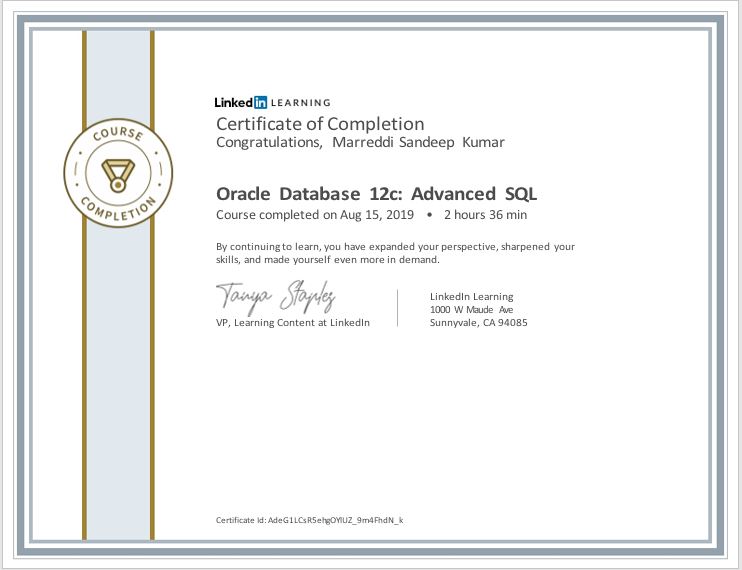 COURSE
COMPLETION
Linked in LEARNING
Certificate of Completion
Congratulations, Marreddi Sandeep Kumar
Oracle Database 12c: Advanced SQL
Course completed on Aug 15, 2019 • 2 hours 36 min
By continuing to learn, you have expanded your perspective, sharpened your
skills, and made yourself even more in demand.
Tanya Staples
VP, Learning Content at LinkedIn
LinkedIn Learning
1000 W Maude Ave
Sunnyvale, CA 94085
Certificate Id: AdeG1LCsR5ehgOYlUZ_9m4FhdN_k